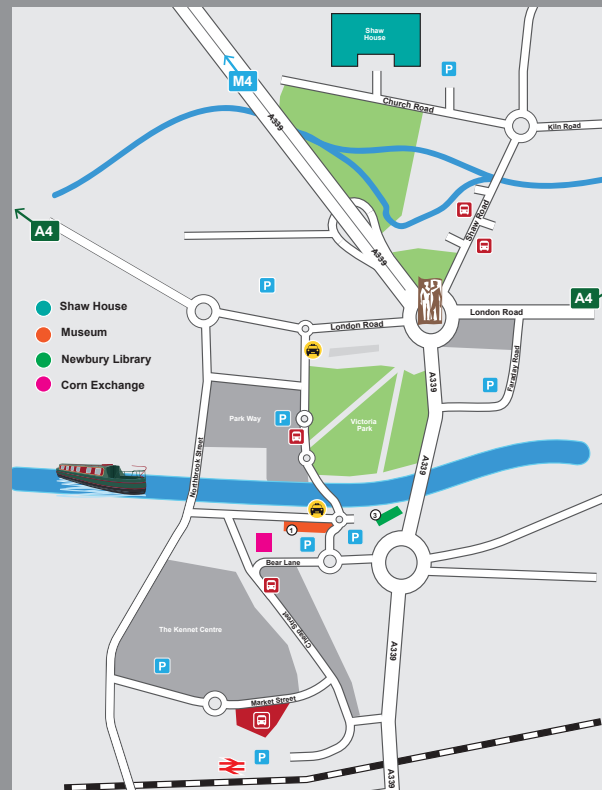 Shaw
House
P
M4
Church Road
Kiln Road
A339
Shaw Road
A4
A339
P
A4
London Road
London Road
Shaw House
Museum
Newbury Library
Corn Exchange
Faraday Road
A339
P
Park Way
P
Victoria
Park
Northbrook Street
A339
3
1
P
P
Bear Lane
Cheap Street
The Kennet Centre
A339
P
Market Street
P
A339